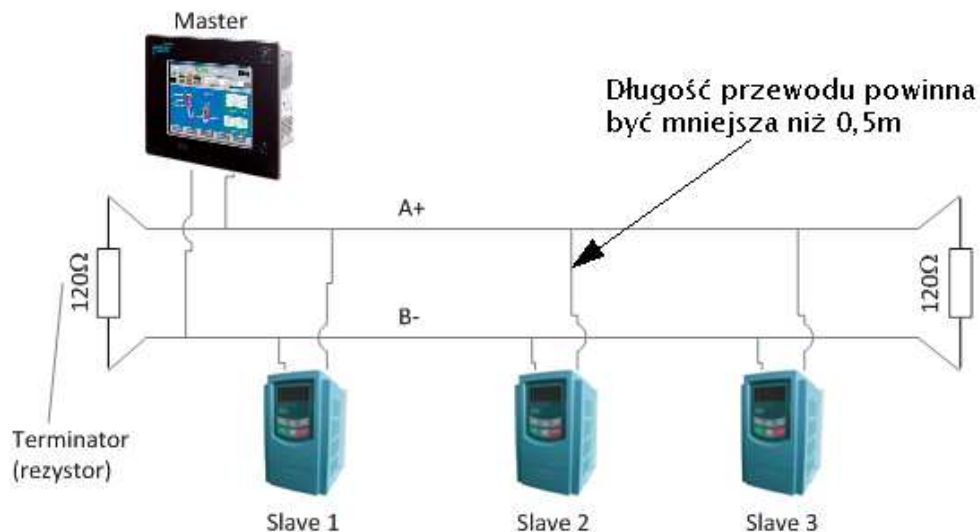 Master
Długość przewodu powinna
być mniejsza niż 0,5m
A+
120Ω
120Ω
B-
Terminator
(rezystor)
Slave 1
Slave 2
Slave 3